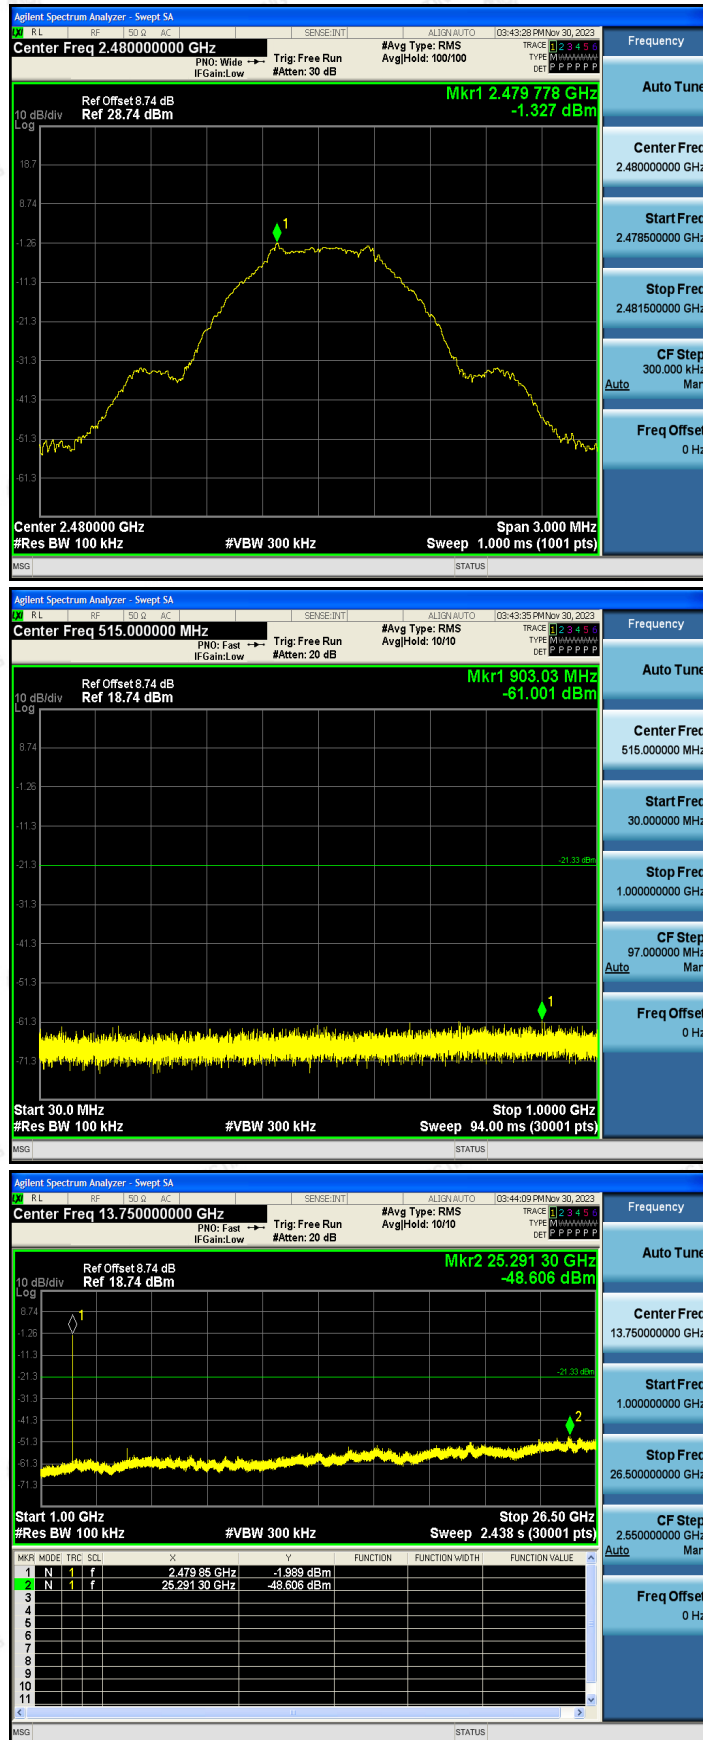 Agilent Spectrum Analyzer - Swept SA
LXI RL RF 50 Ω AC SENSE:INT ALIGN AUTO 03:43:28 PM Nov 30, 2023
Center Freq 2.480000000 GHz #Avg Type: RMS TRACE 1 2 3 4 5 6
PNO: Wide Trig: Free Run Avg|Hold: 100/100 TYPE M
IFGain:Low #Atten: 30 dB DET P P P P P P
Ref Offset 8.74 dB Mkr1 2.479 778 GHz
10 dB/div Ref 28.74 dBm -1.327 dBm
Log
18.7
8.74
1
-1.26
-11.3
-21.3
-31.3
-41.3
-51.3
-61.3
Center 2.480000 GHz Span 3.000 MHz
#Res BW 100 kHz #VBW 300 kHz Sweep 1.000 ms (1001 pts)
MSG STATUS
Frequency
Auto Tune
Center Freq
2.480000000 GHz
Start Freq
2.478500000 GHz
Stop Freq
2.481500000 GHz
CF Step
300.000 kHz
Auto Man
Freq Offset
0 Hz
Agilent Spectrum Analyzer - Swept SA
LXI RL RF 50 Ω AC SENSE:INT ALIGN AUTO 03:43:35 PM Nov 30, 2023
Center Freq 515.000000 MHz #Avg Type: RMS TRACE 1 2 3 4 5 6
PNO: Fast Trig: Free Run Avg|Hold: 10/10 TYPE M
IFGain:Low #Atten: 20 dB DET P P P P P P
Ref Offset 8.74 dB Mkr1 903.03 MHz
10 dB/div Ref 18.74 dBm -61.001 dBm
Log
8.74
-1.26
-11.3
-21.3 -21.33 dBm
-31.3
-41.3
-51.3
1
-61.3
-71.3
Start 30.0 MHz Stop 1.0000 GHz
#Res BW 100 kHz #VBW 300 kHz Sweep 94.00 ms (30001 pts)
MSG STATUS
Frequency
Auto Tune
Center Freq
515.000000 MHz
Start Freq
30.000000 MHz
Stop Freq
1.000000000 GHz
CF Step
97.000000 MHz
Auto Man
Freq Offset
0 Hz
Agilent Spectrum Analyzer - Swept SA
LXI RL RF 50 Ω AC SENSE:INT ALIGN AUTO 03:44:09 PM Nov 30, 2023
Center Freq 13.750000000 GHz #Avg Type: RMS TRACE 1 2 3 4 5 6
PNO: Fast Trig: Free Run Avg|Hold: 10/10 TYPE M
IFGain:Low #Atten: 20 dB DET P P P P P P
Ref Offset 8.74 dB Mkr2 25.291 30 GHz
10 dB/div Ref 18.74 dBm -48.606 dBm
Log
8.74
1
-1.26
-11.3
-21.3 -21.33 dBm
-31.3
-41.3
2
-51.3
-61.3
-71.3
Start 1.00 GHz Stop 26.50 GHz
#Res BW 100 kHz #VBW 300 kHz Sweep 2.438 s (30001 pts)
MKR MODE TRC SCL X Y FUNCTION FUNCTION WIDTH FUNCTION VALUE
1 N 1 f 2.479 85 GHz -1.989 dBm
2 N 1 f 25.291 30 GHz -48.606 dBm
3
4
5
6
7
8
9
10
11
MSG STATUS
Frequency
Auto Tune
Center Freq
13.750000000 GHz
Start Freq
1.000000000 GHz
Stop Freq
26.500000000 GHz
CF Step
2.550000000 GHz
Auto Man
Freq Offset
0 Hz